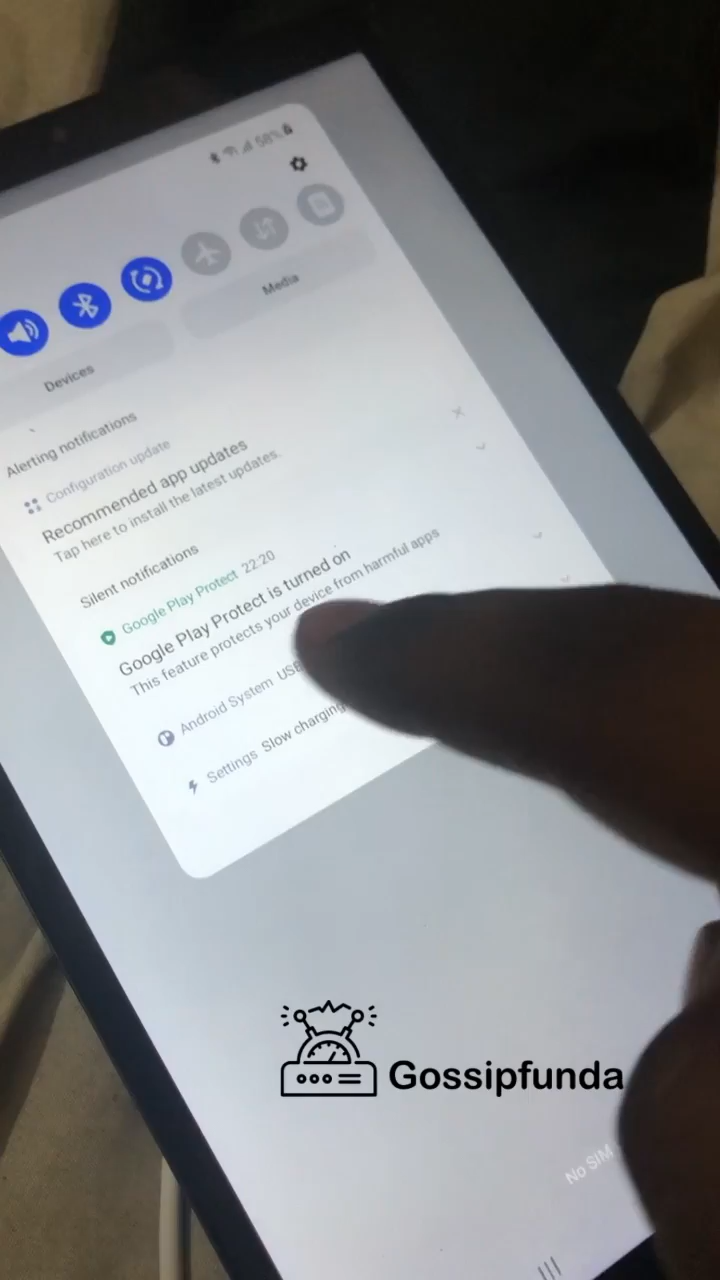 58%
Media
Devices
Alerting notifications
Configuration update
Recommended app updates
Tap here to install the latest updates.
Silent notifications
Google Play Protect 22:20
Google Play Protect is turned on
This feature protects your device from harmful apps
Android System USB
Settings Slow charging
Gossipfunda
No SIM